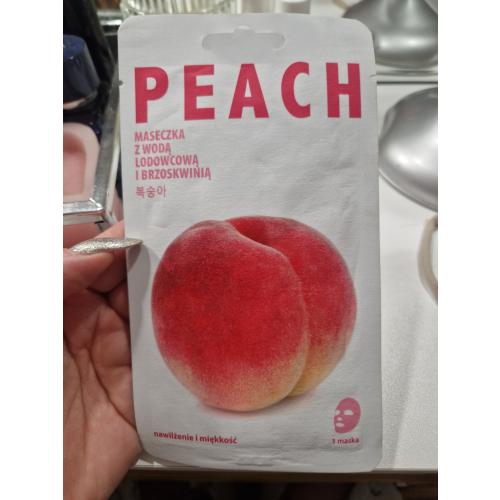 PEACH
MASECZKA
Z WODĄ
LODOWCOWĄ
I BRZOSKWINIĄ
복숭아
nawilżenie i miękkość
1 maska